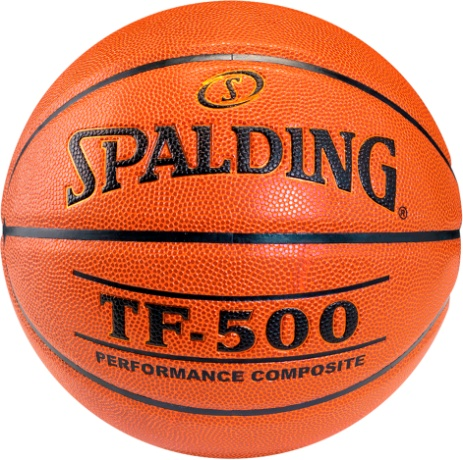 S
SPALDING®
TF-500
PERFORMANCE COMPOSITE